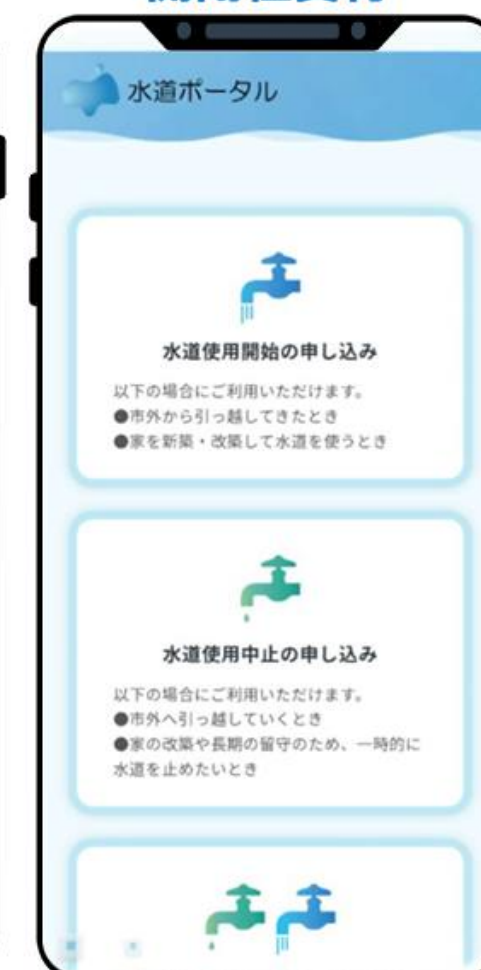 水道ポータル
水道使用開始の申し込み
以下の場合にご利用いただけます。
●市外から引っ越してきたとき
●家を新築・改築して水道を使うとき
水道使用中止の申し込み
以下の場合にご利用いただけます。
●市外へ引っ越していくとき
●家の改築や長期の留守のため、一時的に
水道を止めたいとき